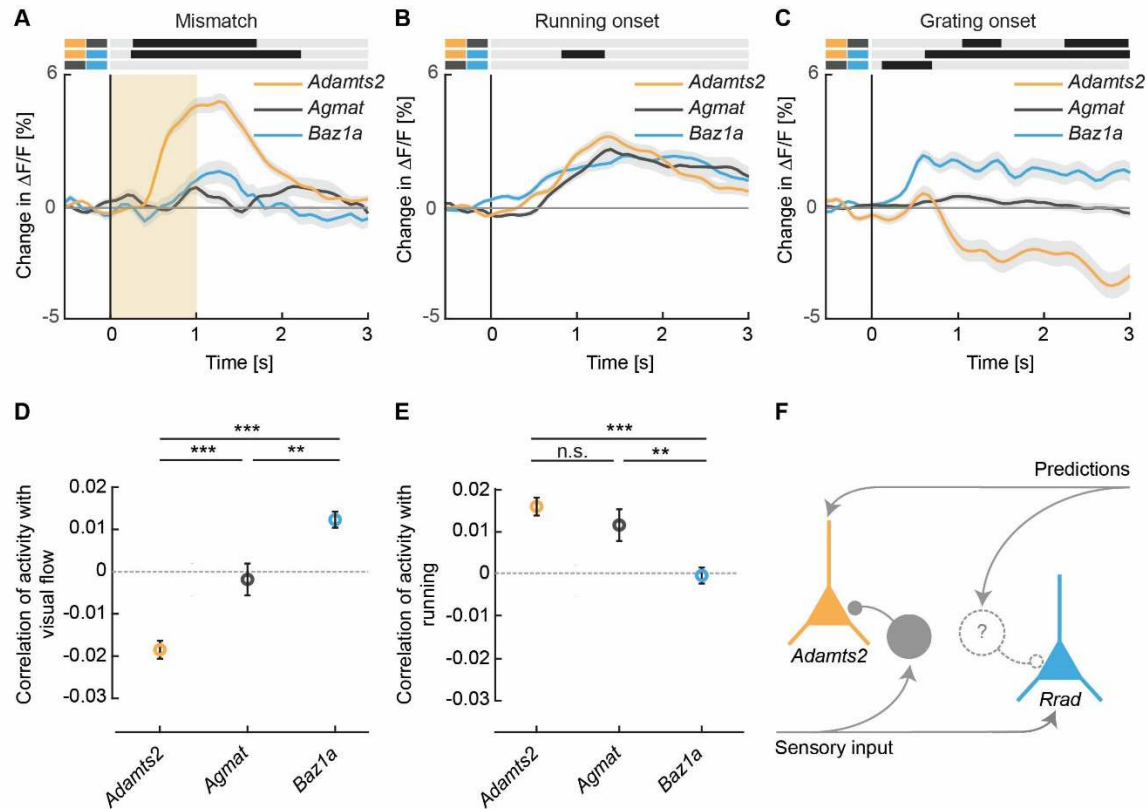 A
Mismatch
6
Adamts2
Agmat
Baz1a
0
-5
Change in ΔF/F [%]
0
1
2
3
Time [s]
B
Running onset
6
Adamts2
Agmat
Baz1a
0
-5
Change in ΔF/F [%]
0
1
2
3
Time [s]
C
Grating onset
6
Adamts2
Agmat
Baz1a
0
-5
Change in ΔF/F [%]
0
1
2
3
Time [s]
D
***
*** **
0.02
0.01
0
-0.01
-0.02
-0.03
Correlation of activity with
visual flow
Adamts2
Agmat
Baz1a
E
***
n.s. **
0.02
0.01
0
-0.01
0.02
-0.03
Correlation of activity with
running
Adamts2
Agmat
Baz1a
F
Predictions
?
Adamts2
Rrad
Sensory input